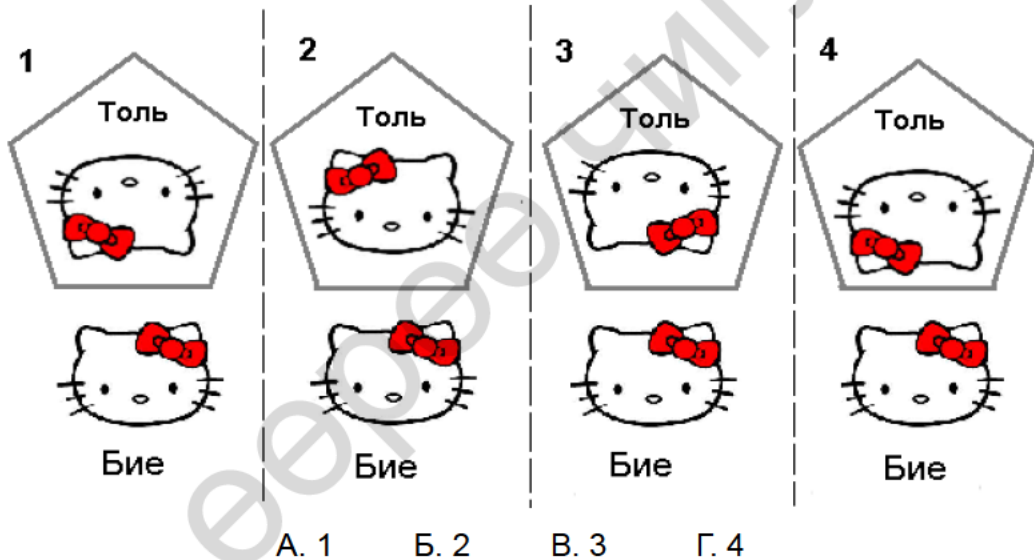 1 2 3 4
Толь Толь Толь Толь
Бие Бие Бие Бие
А. 1 Б. 2 В. 3 Г. 4